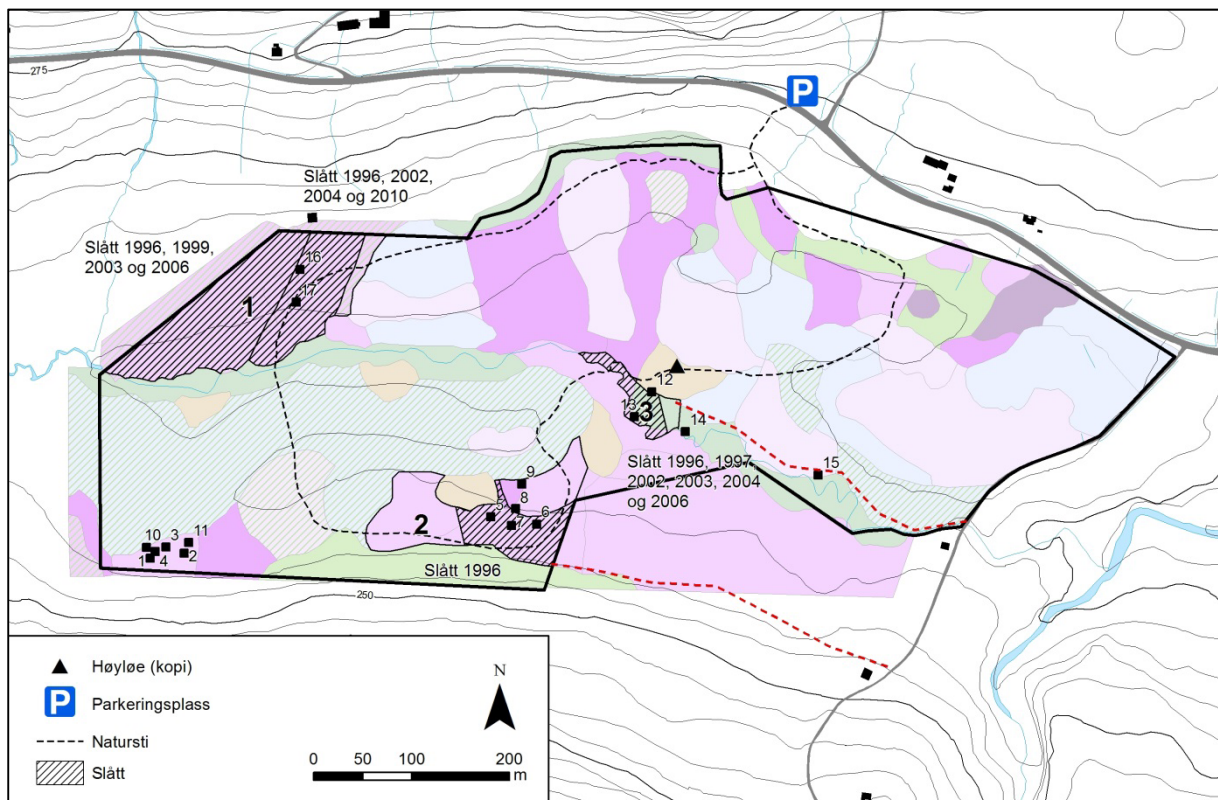 275
P
Slått 1996, 2002,
2004 og 2010
Slått 1996, 1999,
2003 og 2006
16
17
1
12
13
3
14
15
Slått 1996, 1997,
2002, 2003, 2004
og 2006
9
8
5
7
6
2
10
3
11
1
4
2
Slått 1996
250
Høyløe (kopi)
P
Parkeringsplass
Natursti
Slått
N
0 50 100 200
m